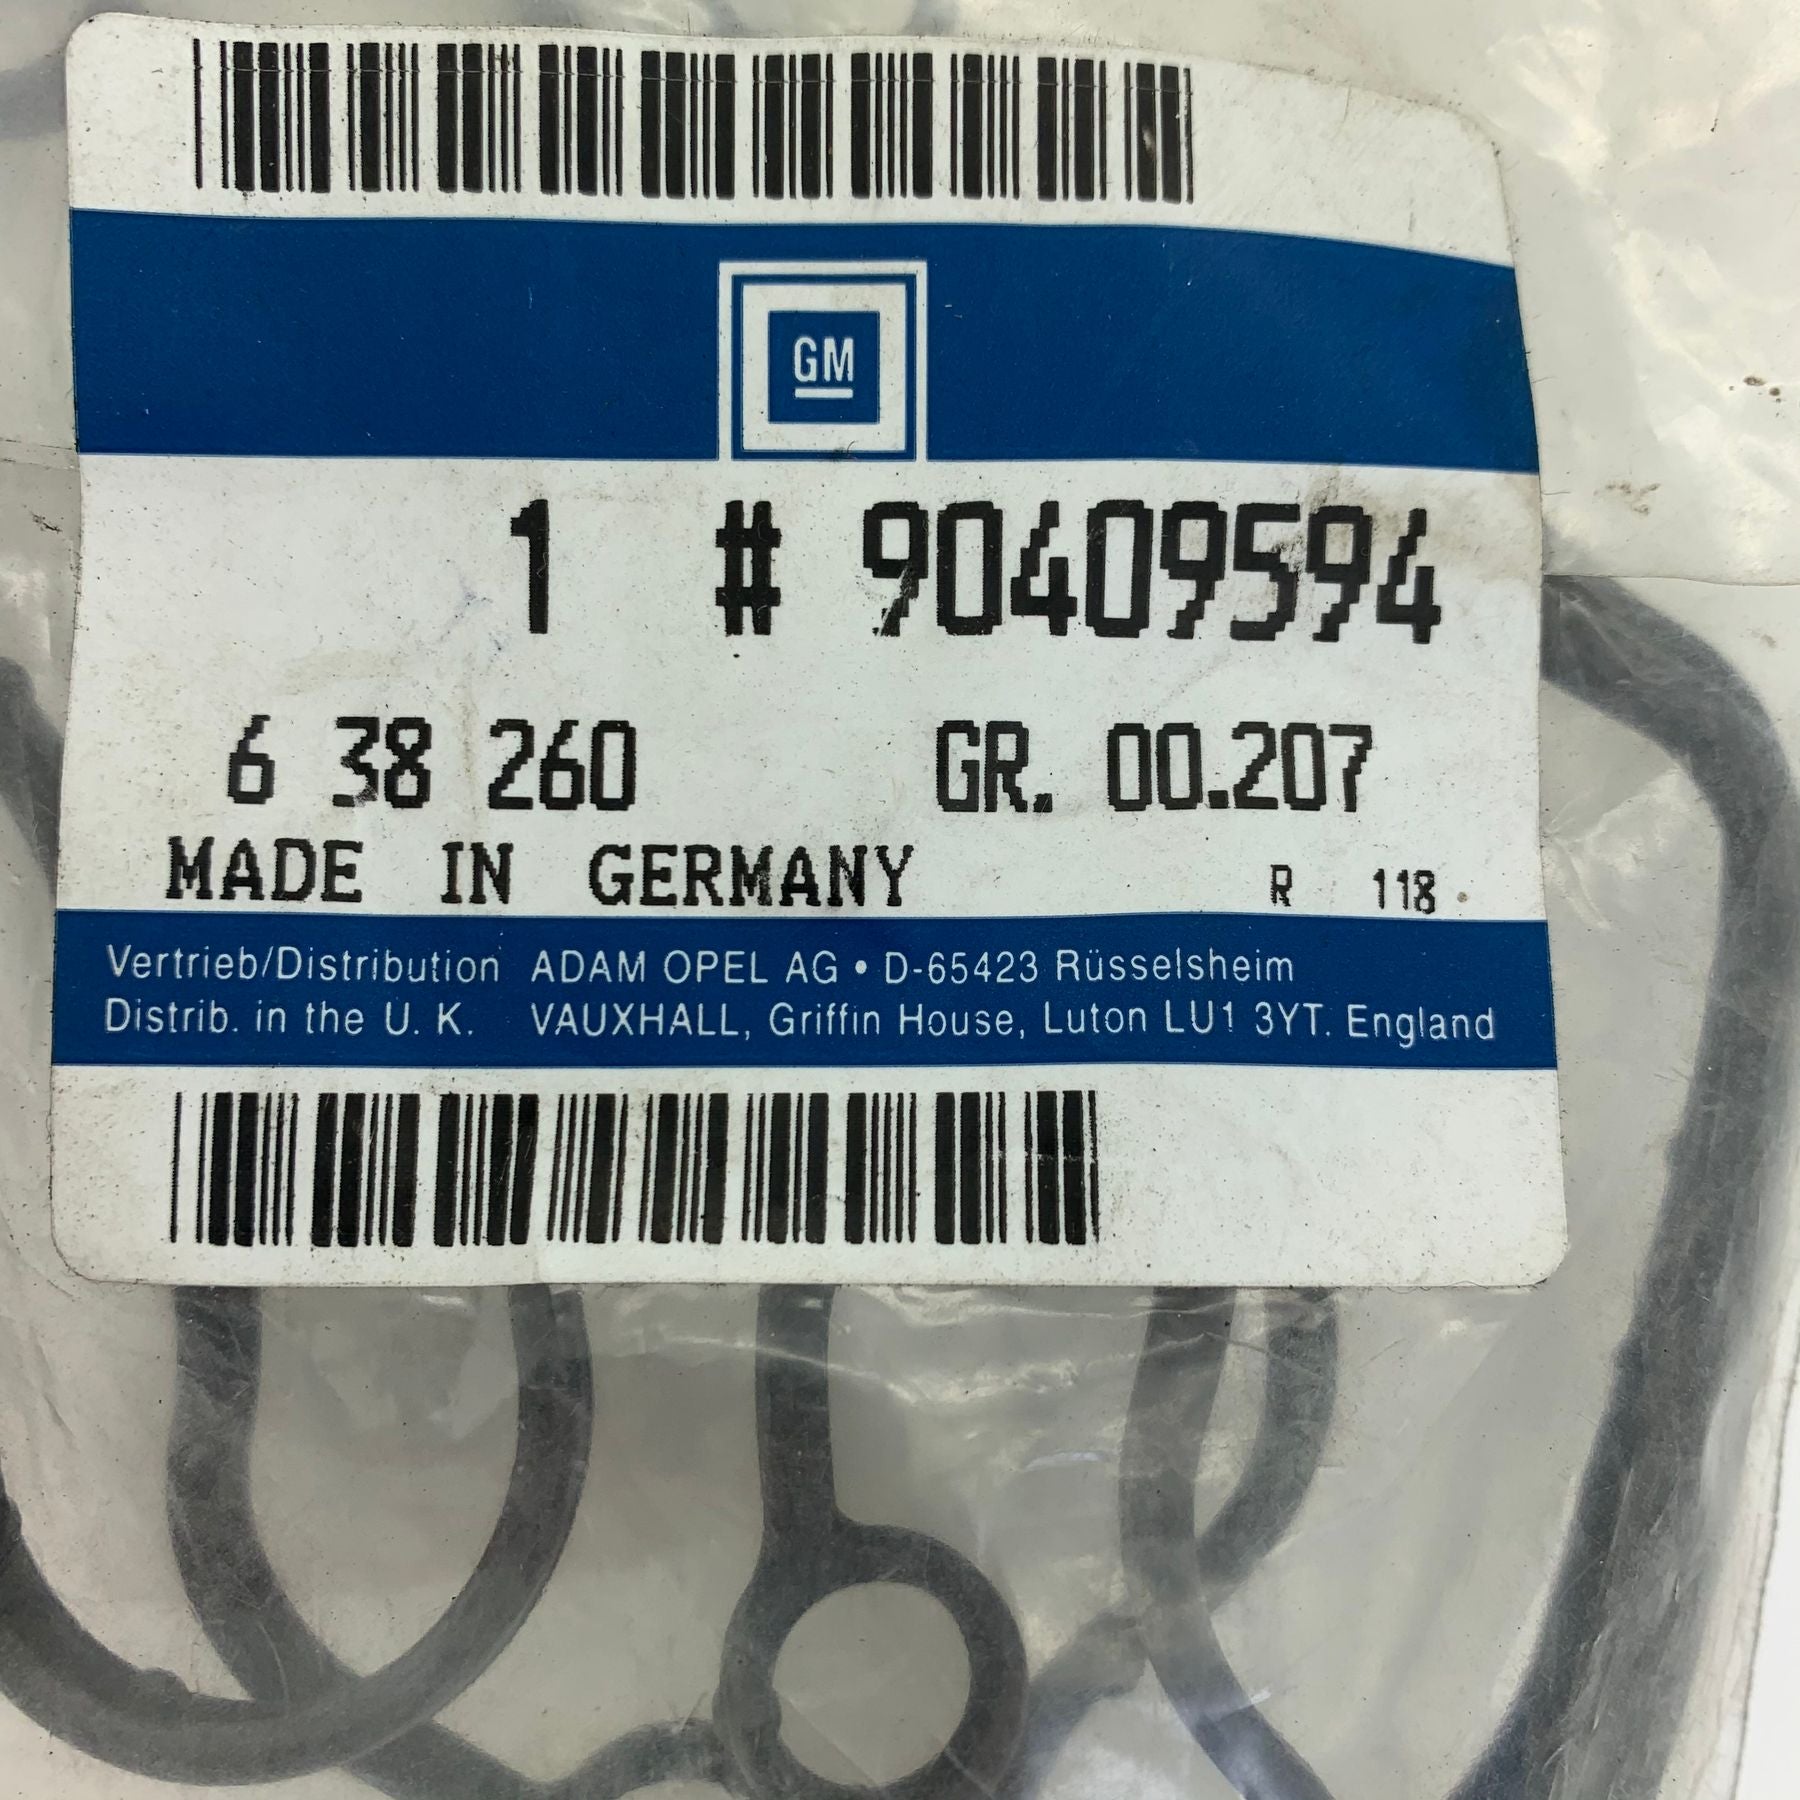 GM
1 # 90409594
6 38 260 GR. 00.207
MADE IN GERMANY R 118
Vertrieb/Distribution ADAM OPEL AG • D-65423 Rüsselsheim
Distrib. in the U. K. VAUXHALL, Griffin House, Luton LU1 3YT. England